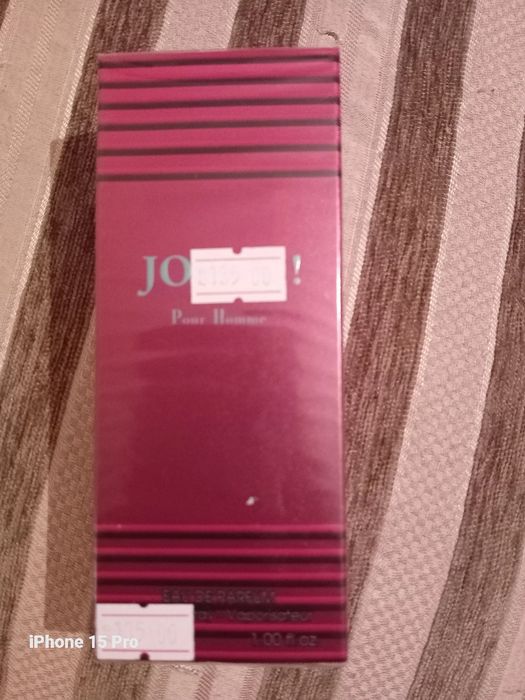 JO !
Pour Homme
EAU DE PARFUM
Vaporisateur
1.00 fl oz
iPhone 15 Pro